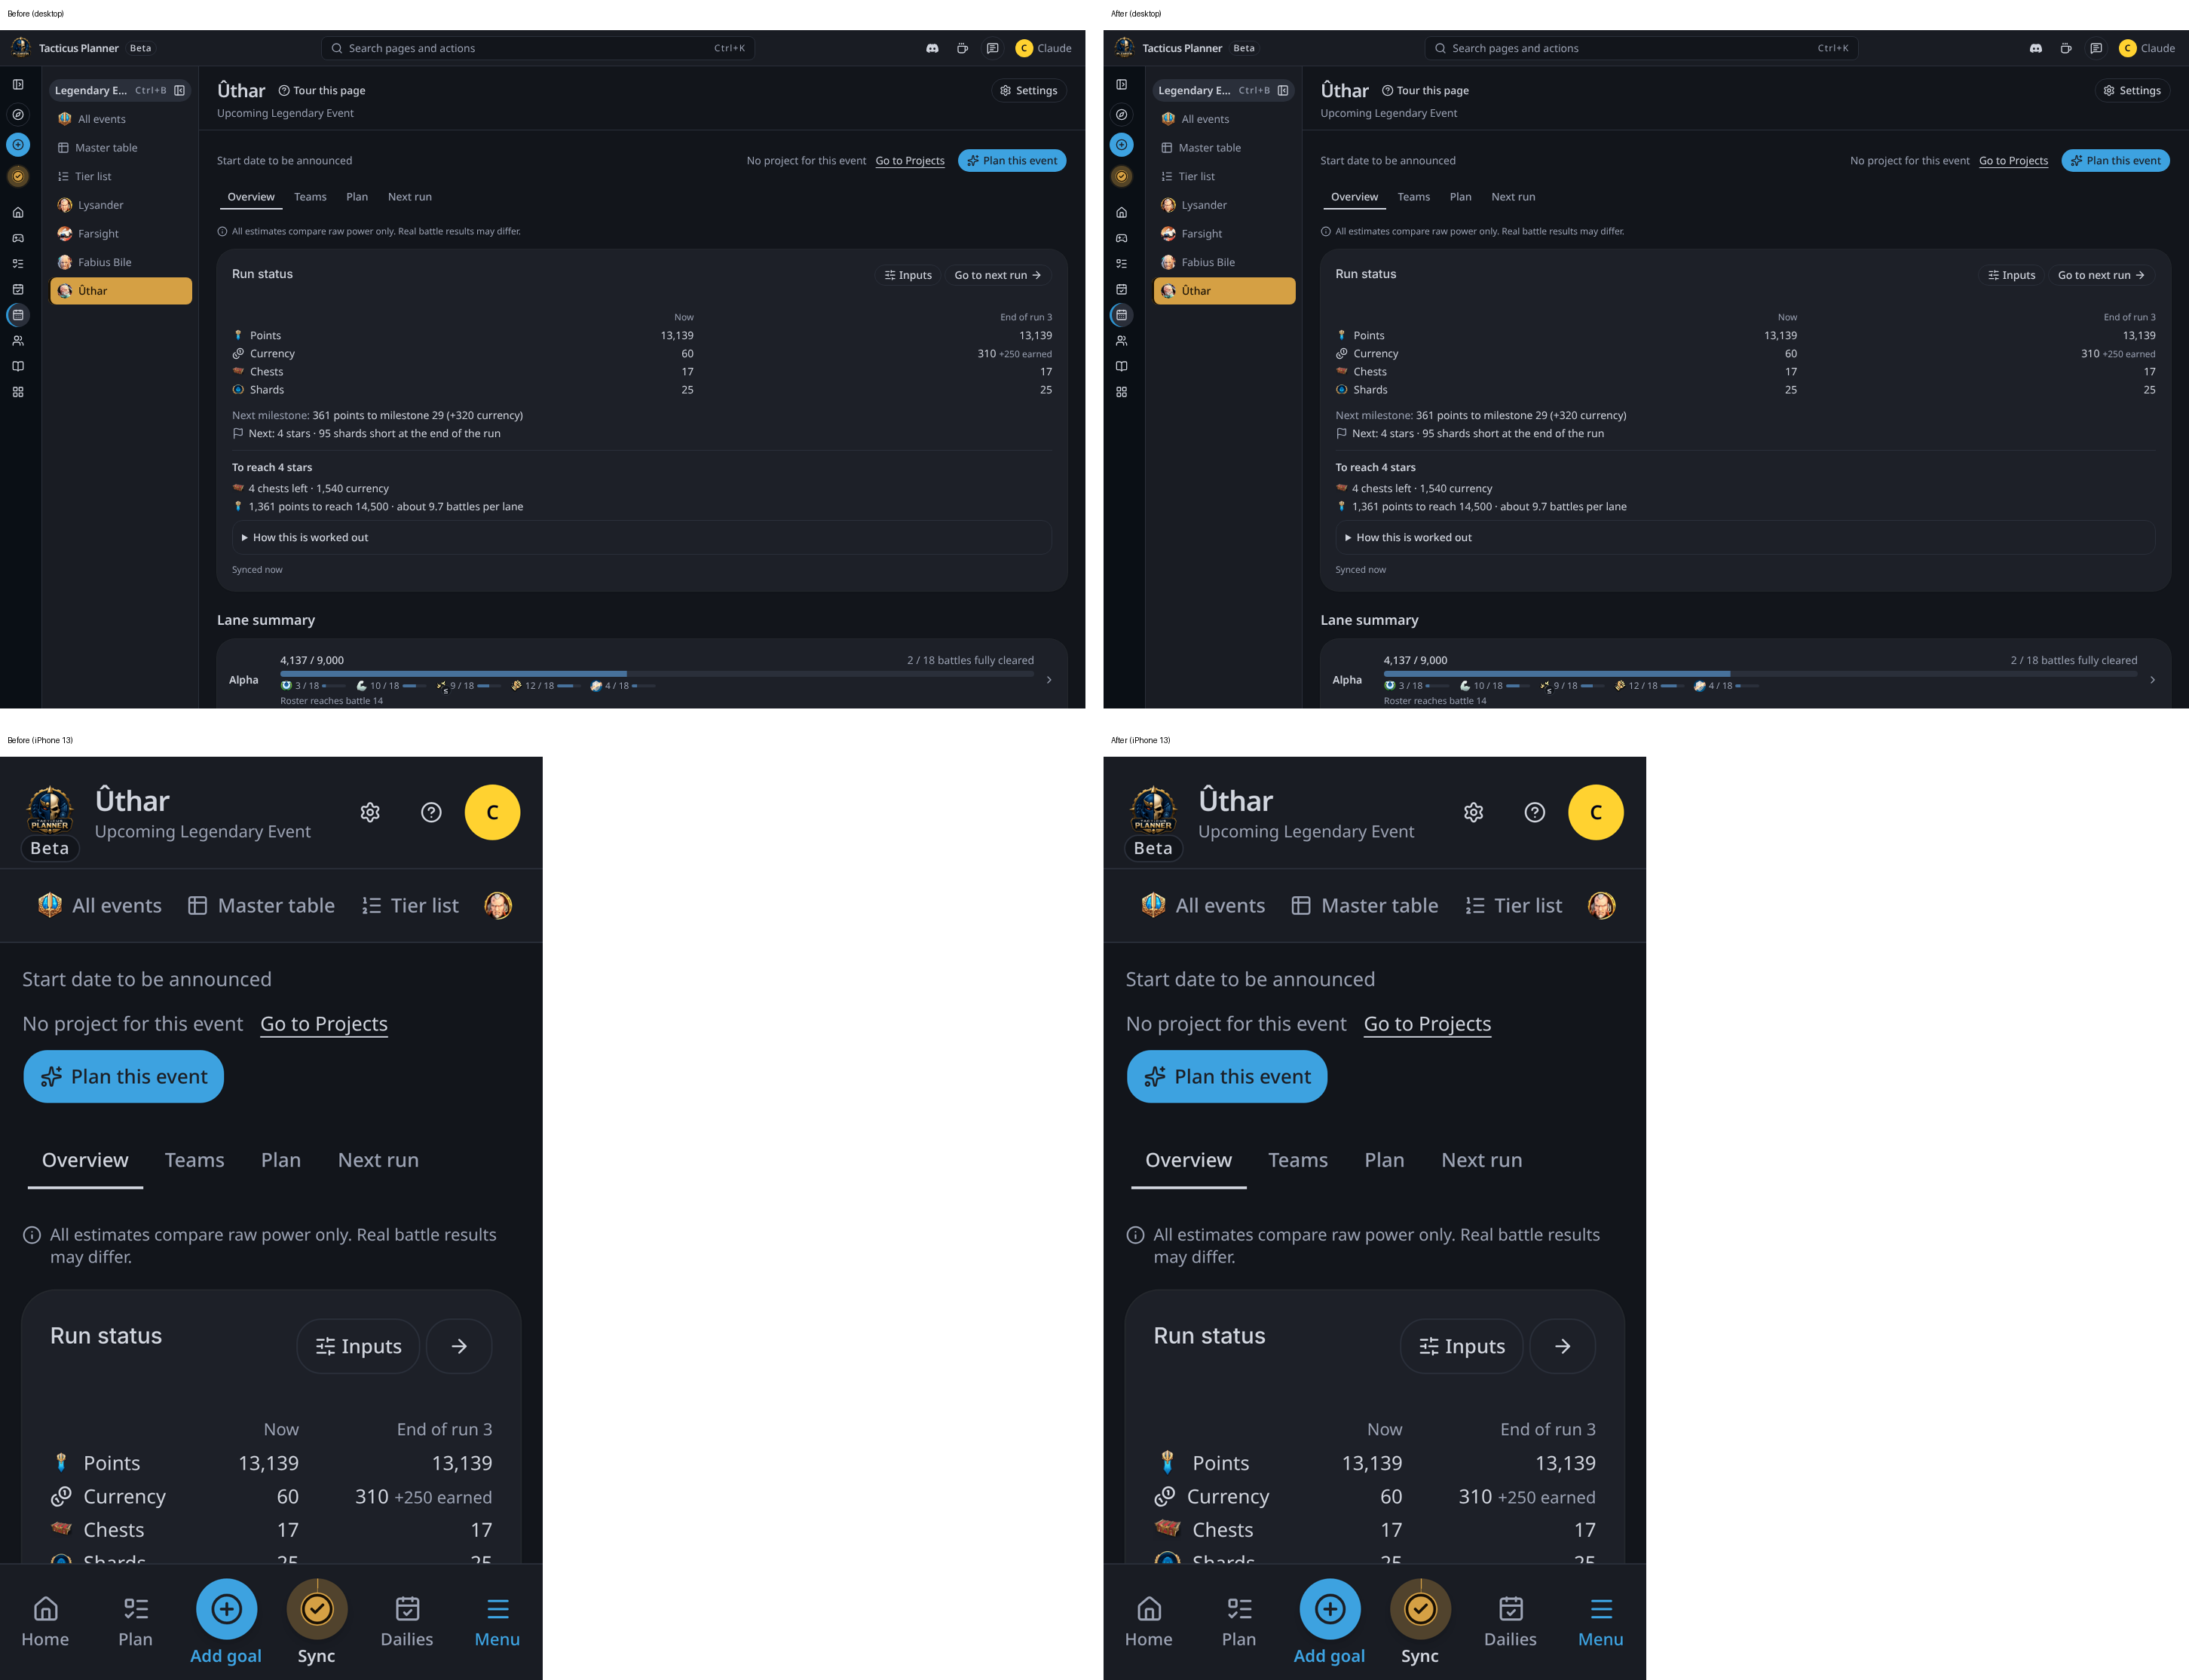 Before (desktop)
Tacticus Planner Beta
Search pages and actions Ctrl+K
C Claude
Legendary E... Ctrl+B
All events
Master table
Tier list
Lysander
Farsight
Fabius Bile
Ûthar
Ûthar Tour this page
Settings
Upcoming Legendary Event
Start date to be announced
No project for this event Go to Projects Plan this event
Overview Teams Plan Next run
All estimates compare raw power only. Real battle results may differ.
Run status
Inputs Go to next run
Now End of run 3
Points 13,139 13,139
Currency 60 310 +250 earned
Chests 17 17
Shards 25 25
Next milestone: 361 points to milestone 29 (+320 currency)
Next: 4 stars · 95 shards short at the end of the run
To reach 4 stars
4 chests left · 1,540 currency
1,361 points to reach 14,500 · about 9.7 battles per lane
How this is worked out
Synced now
Lane summary
4,137 / 9,000 2 / 18 battles fully cleared
Alpha
3 / 18 10 / 18 9 / 18 12 / 18 4 / 18
Roster reaches battle 14
After (desktop)
Tacticus Planner Beta
Search pages and actions Ctrl+K
C Claude
Legendary E... Ctrl+B
All events
Master table
Tier list
Lysander
Farsight
Fabius Bile
Ûthar
Ûthar Tour this page
Settings
Upcoming Legendary Event
Start date to be announced
No project for this event Go to Projects Plan this event
Overview Teams Plan Next run
All estimates compare raw power only. Real battle results may differ.
Run status
Inputs Go to next run
Now End of run 3
Points 13,139 13,139
Currency 60 310 +250 earned
Chests 17 17
Shards 25 25
Next milestone: 361 points to milestone 29 (+320 currency)
Next: 4 stars · 95 shards short at the end of the run
To reach 4 stars
4 chests left · 1,540 currency
1,361 points to reach 14,500 · about 9.7 battles per lane
How this is worked out
Synced now
Lane summary
4,137 / 9,000 2 / 18 battles fully cleared
Alpha
3 / 18 10 / 18 9 / 18 12 / 18 4 / 18
Roster reaches battle 14
Before (iPhone 13)
TACTICUS
PLANNER
Beta
Ûthar
Upcoming Legendary Event
C
All events Master table Tier list
Start date to be announced
No project for this event Go to Projects
Plan this event
Overview Teams Plan Next run
All estimates compare raw power only. Real battle results
may differ.
Run status
Inputs
Now End of run 3
Points 13,139 13,139
Currency 60 310 +250 earned
Chests 17 17
Shards 25 25
Home Plan Add goal Sync Dailies Menu
After (iPhone 13)
TACTICUS
PLANNER
Beta
Ûthar
Upcoming Legendary Event
C
All events Master table Tier list
Start date to be announced
No project for this event Go to Projects
Plan this event
Overview Teams Plan Next run
All estimates compare raw power only. Real battle results
may differ.
Run status
Inputs
Now End of run 3
Points 13,139 13,139
Currency 60 310 +250 earned
Chests 17 17
Shards 25 25
Home Plan Add goal Sync Dailies Menu